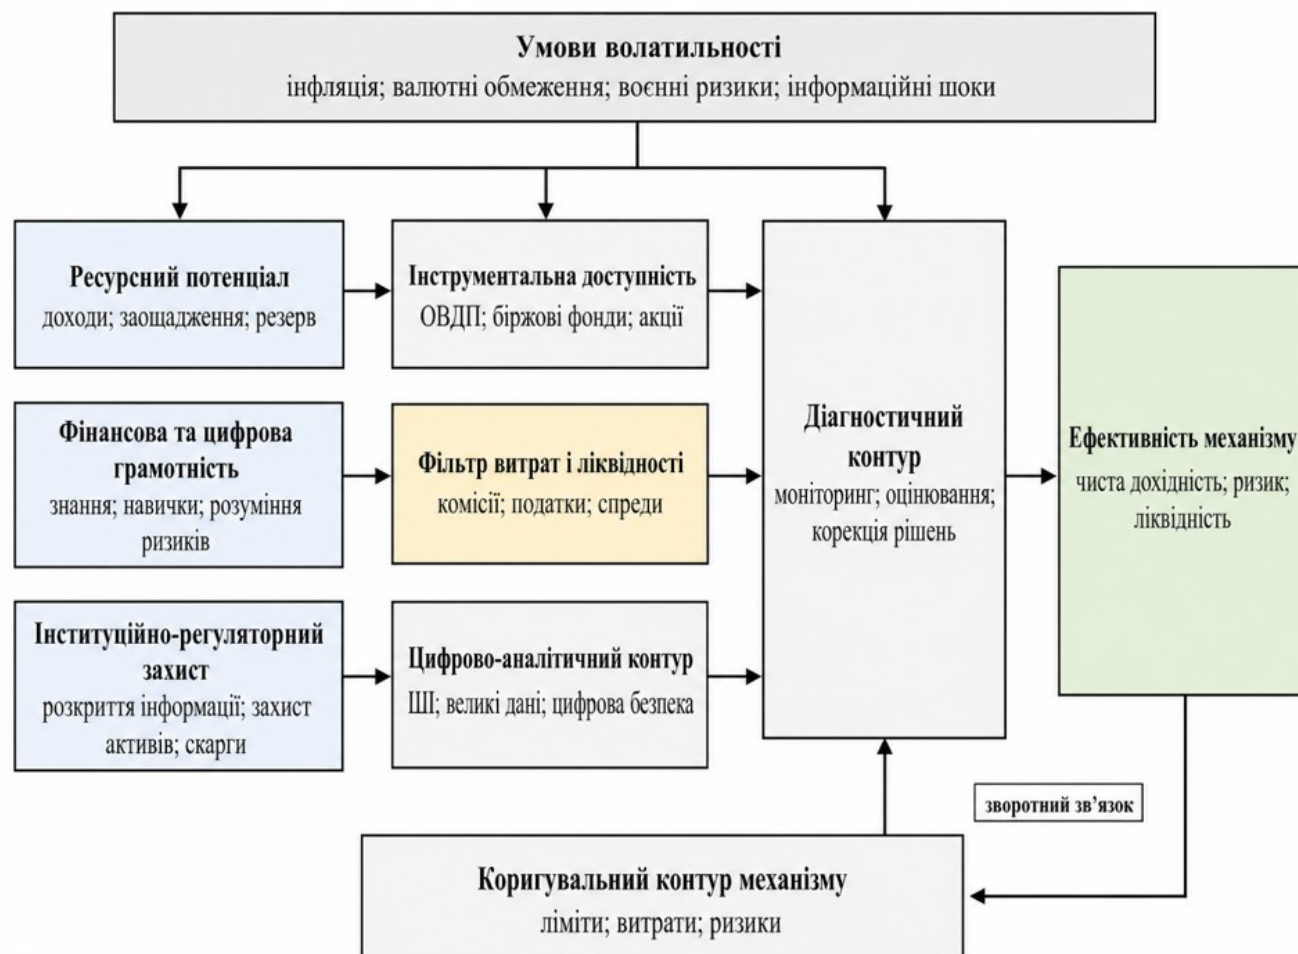 Умови волатильності
інфляція; валютні обмеження; воєнні ризики; інформаційні шоки
Ресурсний потенціал
доходи; заощадження; резерв
Інструментальна доступність
ОВДП; біржові фонди; акції
Фінансова та цифрова
грамотність
знання; навички; розуміння
ризиків
Фільтр витрат і ліквідності
комісії; податки; спреди
Інституційно-регуляторний
захист
розкриття інформації; захист
активів; скарги
Цифрово-аналітичний контур
ШІ; великі дані; цифрова безпека
Діагностичний
контур
моніторинг; оцінювання;
корекція рішень
Ефективність механізму
чиста дохідність; ризик;
ліквідність
зворотний зв’язок
Коригувальний контур механізму
ліміти; витрати; ризики